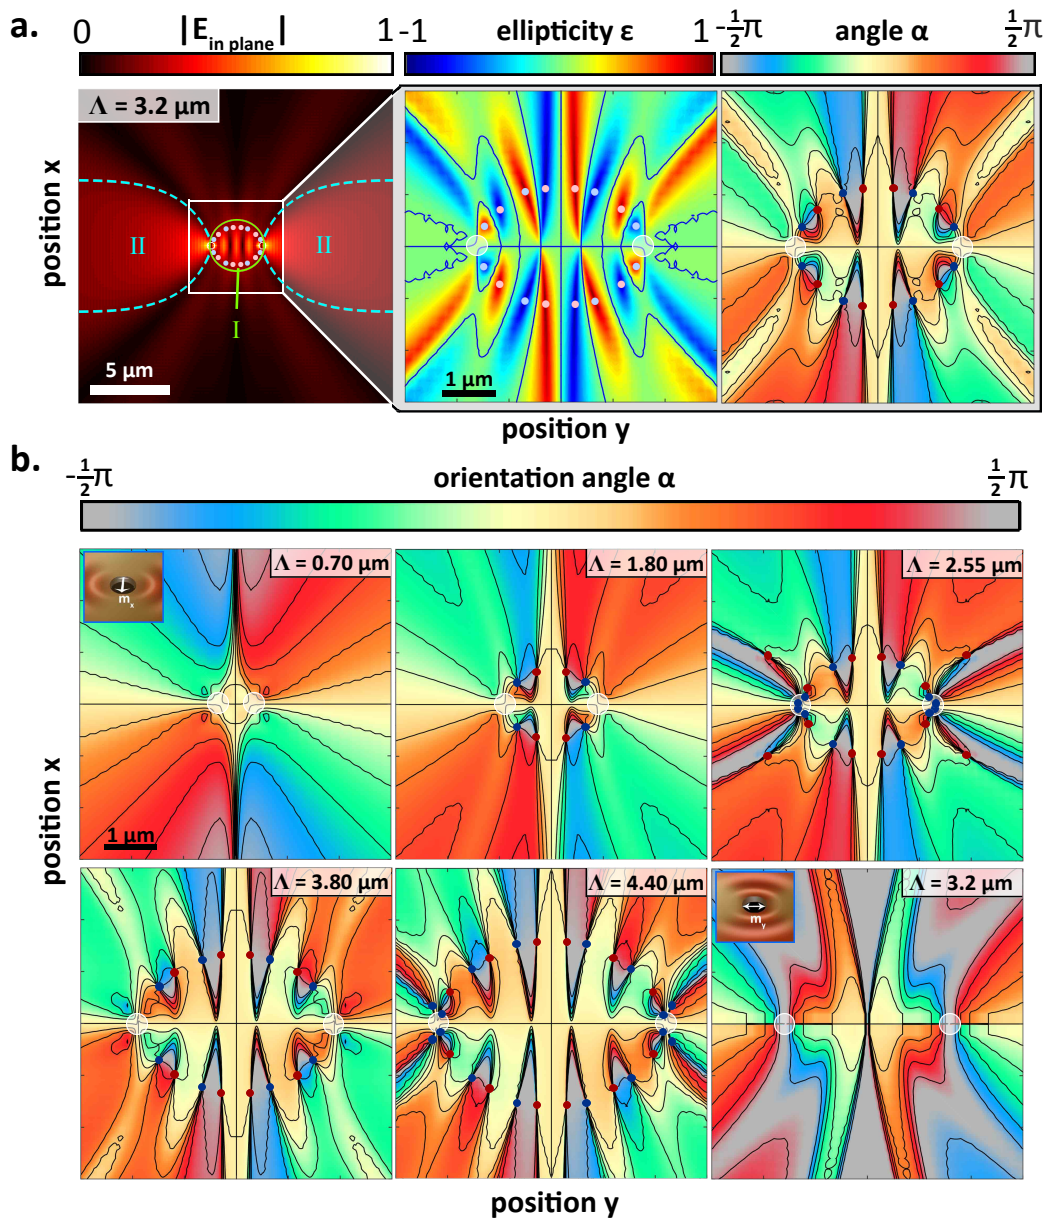 a.
0 |E in plane| 1
-1 ellipticity ε 1
-½π angle α ½π
Λ = 3.2 µm
position x
II II
I
5 µm
1 µm
position y
b.
-½π orientation angle α ½π
m x
Λ = 0.70 µm
Λ = 1.80 µm
Λ = 2.55 µm
1 µm
position x
Λ = 3.80 µm
Λ = 4.40 µm
m y
Λ = 3.2 µm
position y